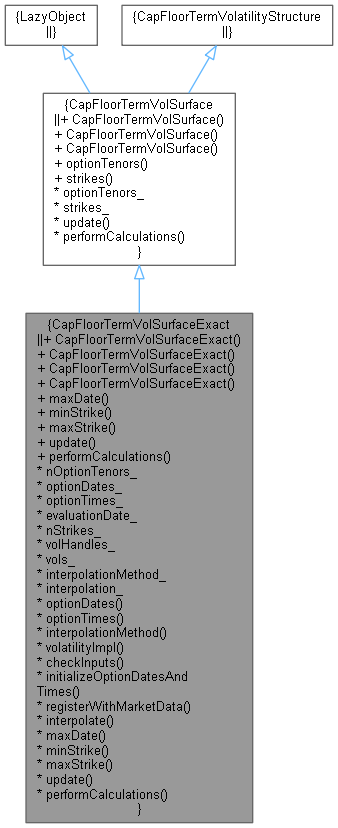 {LazyObject
||}
{CapFloorTermVolatilityStructure
||}
{CapFloorTermVolSurface
||+ CapFloorTermVolSurface()
+ CapFloorTermVolSurface()
+ CapFloorTermVolSurface()
+ optionTenors()
+ strikes()
* optionTenors_
* strikes_
* update()
* performCalculations()
}
{CapFloorTermVolSurfaceExact
||+ CapFloorTermVolSurfaceExact()
+ CapFloorTermVolSurfaceExact()
+ CapFloorTermVolSurfaceExact()
+ CapFloorTermVolSurfaceExact()
+ maxDate()
+ minStrike()
+ maxStrike()
+ update()
+ performCalculations()
* nOptionTenors_
* optionDates_
* optionTimes_
* evaluationDate_
* nStrikes_
* volHandles_
* vols_
* interpolationMethod_
* interpolation_
* optionDates()
* optionTimes()
* interpolationMethod()
* volatilityImpl()
* checkInputs()
* initializeOptionDatesAnd
Times()
* registerWithMarketData()
* interpolate()
* maxDate()
* minStrike()
* maxStrike()
* update()
* performCalculations()
}